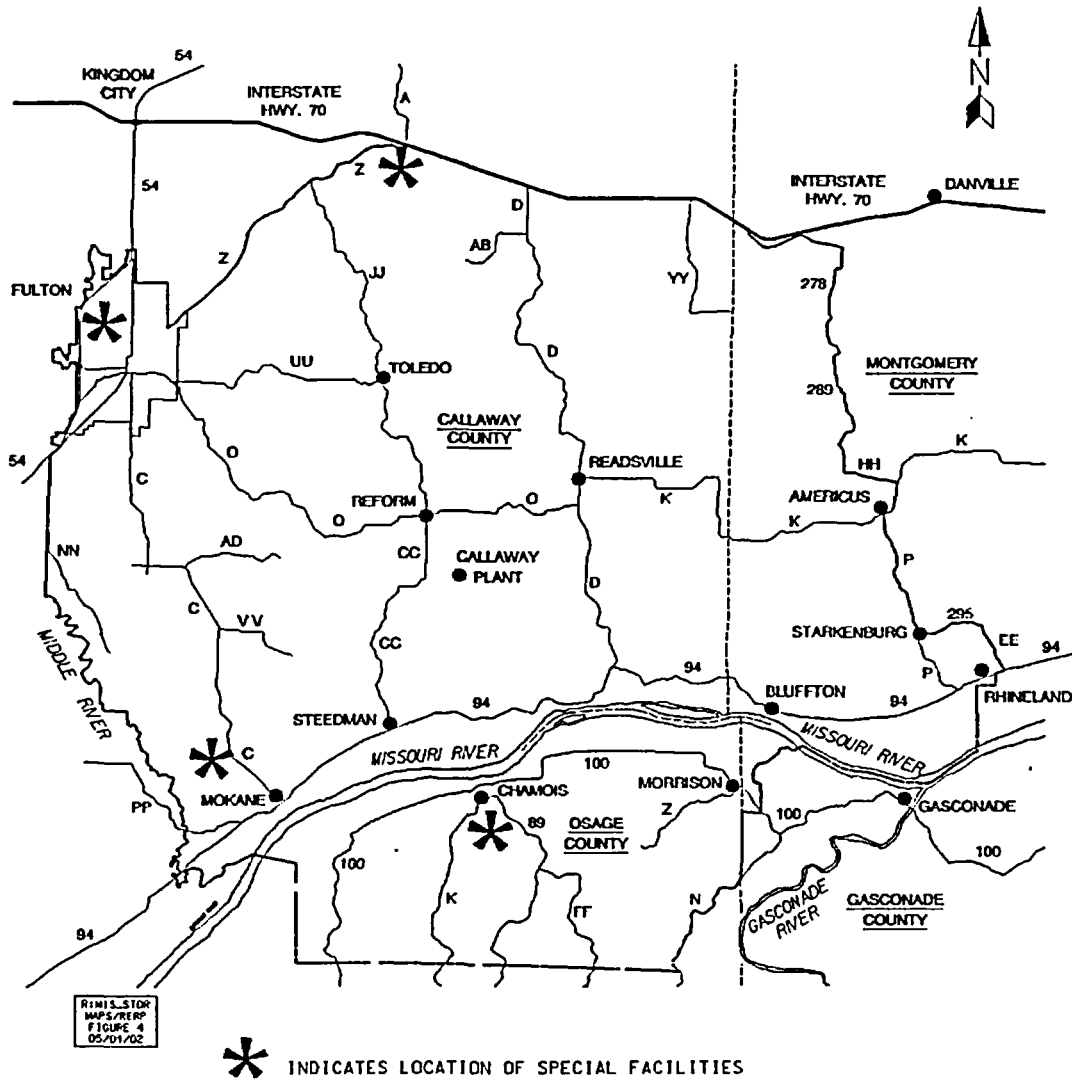 54
KINGDOM
CITY
INTERSTATE
HWY. 70
A
N
Z
54
INTERSTATE
HWY. 70
DANVILLE
D
AB
Z
JJ
YY
278
FULTON
D
UU
TOLEDO
289
MONTGOMERY
COUNTY
CALLAWAY
COUNTY
54
C
O
READSVILLE
HH
K
K
REFORM
O
O
AMERICUS
K
NN
AD
CC
CALLAWAY
PLANT
D
P
C
VV
MIDDLE RIVER
CC
STARKENBURG
295
EE
P
94
RHINELAND
94
94
BLUFFTON
94
STEEDMAN
MISSOURI RIVER
MISSOURI RIVER
C
100
MORRISON
MOKANE
PP
CHAMOIS
Z
GASCONADE
100
89
OSAGE
COUNTY
100
100
K
FF
N
GASCONADE
RIVER
GASCONADE
COUNTY
94
R:NIS_STOR
MAPS/RERP
FIGURE 4
05/01/02
INDICATES LOCATION OF SPECIAL FACILITIES